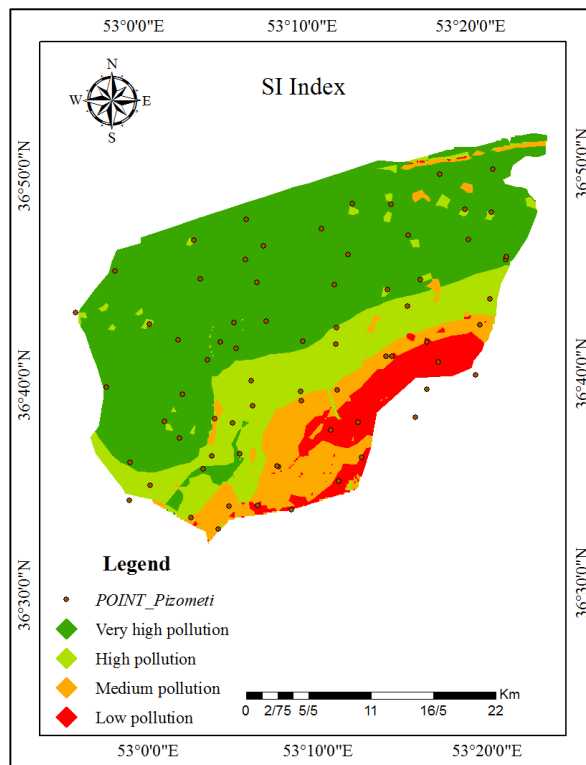 53°0'0"E 53°10'0"E 53°20'0"E
SI Index
N
W E
S
36°50'0"N 36°50'0"N
36°40'0"N 36°40'0"N
36°30'0"N 36°30'0"N
Legend
POINT_Pizometi
Very high pollution
High pollution
Medium pollution
Low pollution
Km
0 2/75 5/5 11 16/5 22
53°0'0"E 53°10'0"E 53°20'0"E